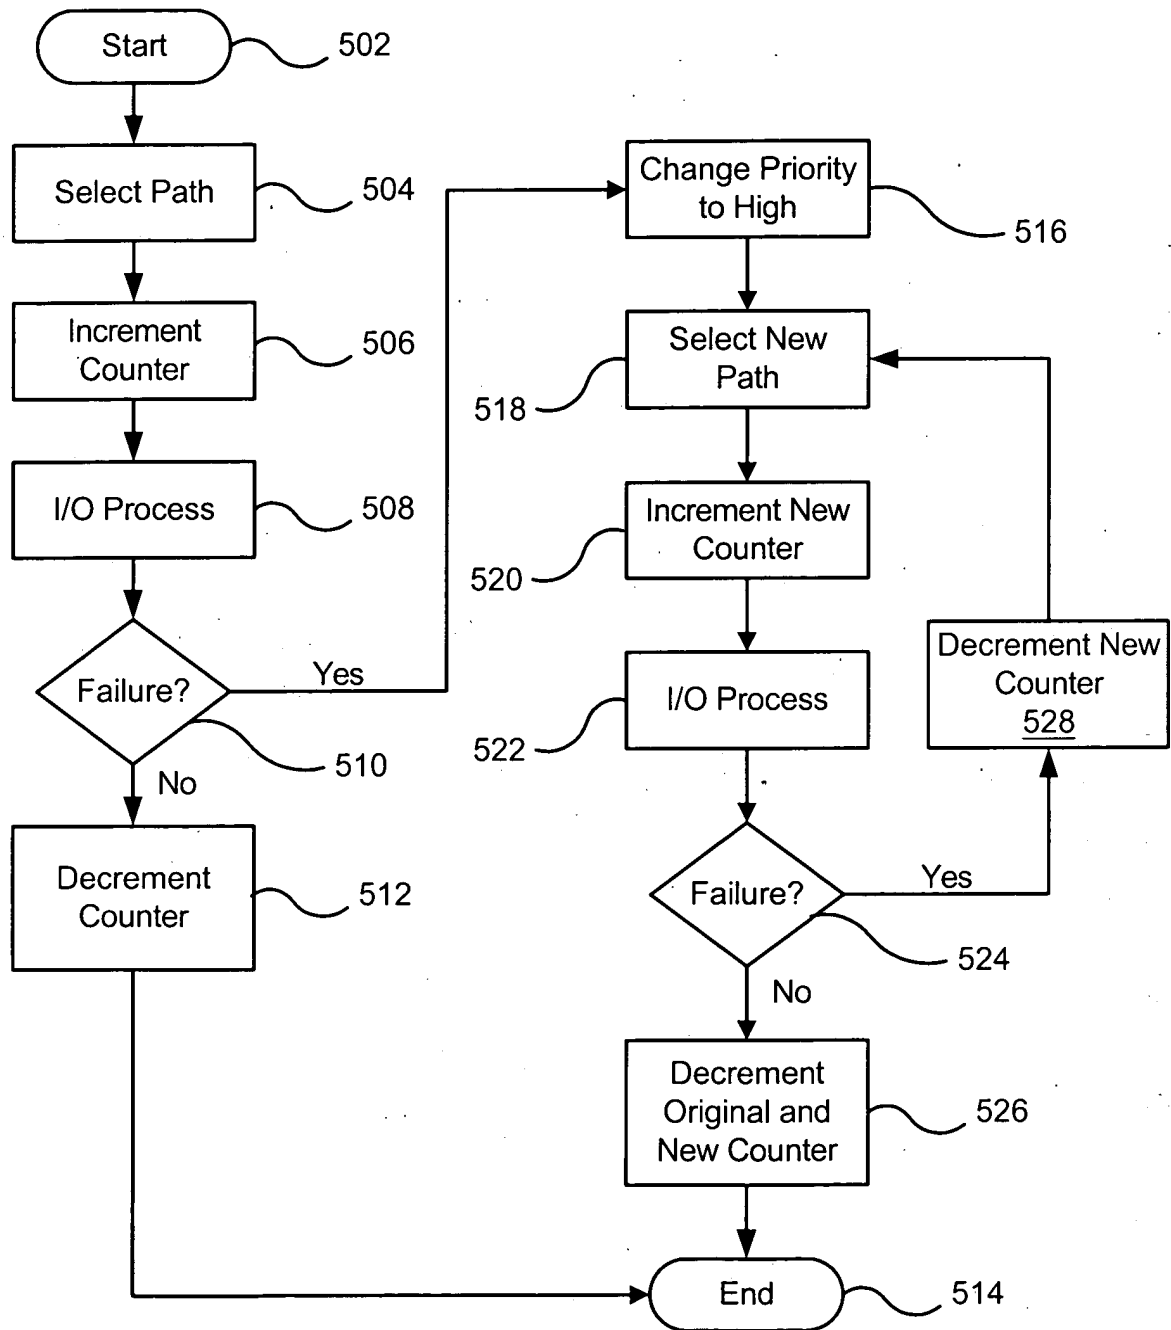 Start
502
Select Path
504
Increment
Counter
506
I/O Process
508
Failure?
Yes
510
No
Decrement
Counter
512
Change Priority
to High
516
Select New
Path
518
Increment New
Counter
520
I/O Process
522
Decrement New
Counter
528
Failure?
Yes
524
No
Decrement
Original and
New Counter
526
End
514